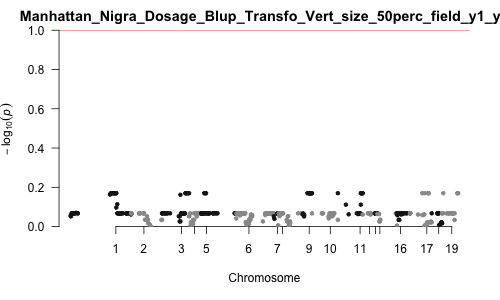 Manhattan_Nigra_Dosage_Blup_Transfo_Vert_size_50perc_field_y1_y
1.0
0.8
0.6
0.4
0.2
0.0
− log10(p)
1 2 3 5 6 7 9 10 11 16 17 19
Chromosome